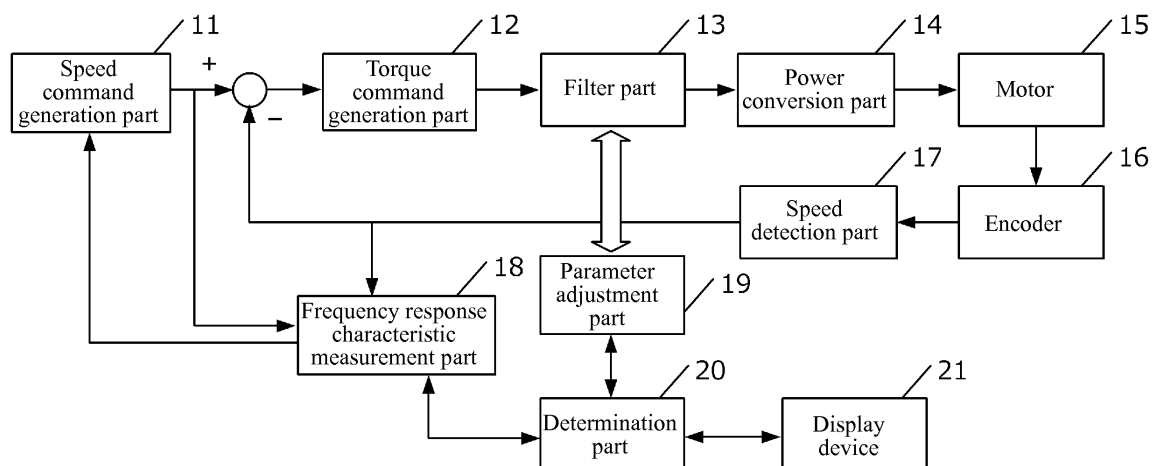 11
Speed
command
generation part
+
−
12
Torque
command
generation part
13
Filter part
14
Power
conversion part
15
Motor
16
Encoder
17
Speed
detection part
18
Frequency response
characteristic
measurement part
Parameter
adjustment
part
19
20
Determination
part
21
Display
device